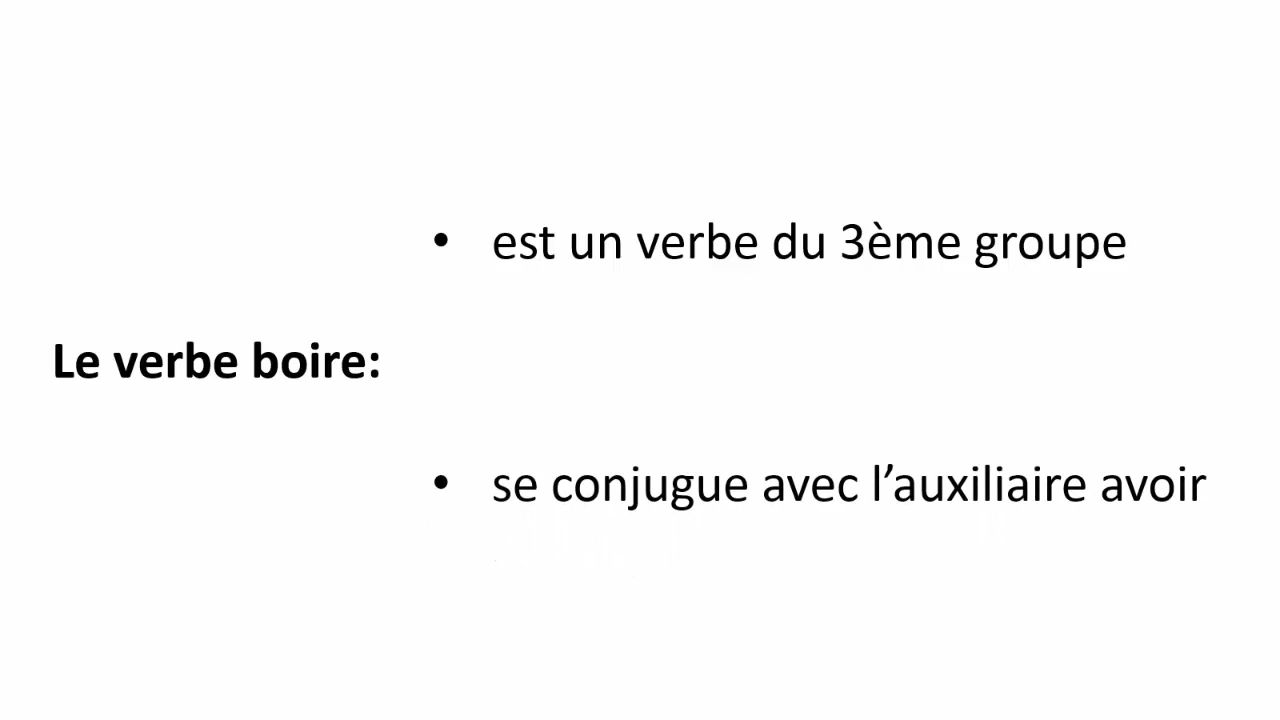 • est un verbe du 3ème groupe
Le verbe boire:
• se conjugue avec l’auxiliaire avoir